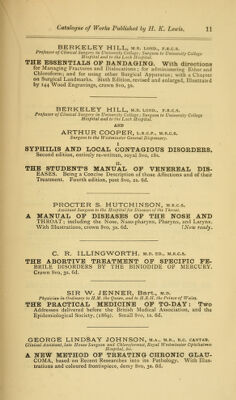 Catalogue of Works Published by H. K. Lewis. 11
BERKELEY HILL, M.B. LOND., F.R.C.S.
Professor of Clinical Surgery in University College; Surgeon to University College
Hospital and to the Lock Hospital.
THE ESSENTIALS OF BANDAGING. With directions
for Managing Fractures and Dislocations; for administering Ether and
Chloroform; and for using other Surgical Apparatus; with a Chapter
on Surgical Landmarks. Sixth Edition, revised and enlarged, Illustrated
by 144 Wood Engravings, crown 8vo, 5s.
BERKELEY HILL, M.B. LOND., F.R.C.S.
Professor of Clinical Surgery in University College; Surgeon to University College
Hospital and to the Lock Hospital.
AND
ARTHUR COOPER, L.R.C.P., M.R.C.S.
Surgeon to the Westminster General Dispensary.
I.
SYPHILIS AND LOCAL CONTAGIOUS DISORDERS.
Second edition, entirely re-written, royal 8vo, 18s.
II.
THE STUDENT'S MANUAL OF VENEREAL DIS-
EASES. Being a Concise Description of those Affections and of their
Treatment. Fourth edition, post 8vo, 2s. 6d.
PROCTER S. HUTCHINSON, M.R.C.S.
Assistant Surgeon to the Hospital for Diseases of the Throat.
A MANUAL OF DISEASES OF THE NOSE AND
THROAT; including the Nose, Naso-pharynx, Pharynx, and Larynx.
With Illustrations, crown 8vo, 3s. 6d. [Now ready.
C. R. ILLINGWORTH, M.D. ED., M.R.C.S.
THE ABORTIVE TREATMENT OF SPECIFIC FE-
BRILE DISORDERS BY THE BINIODIDE OF MERCURY.
Crown 8vo, 3s. 6d.
SIR W. JENNER, Bart., M.D.
Physician in Ordinary to H.M. the Queen, and to H.R.H. the Prince of Wales.
THE PRACTICAL MEDICINE OF TO-DAY: Two
Addresses delivered before the British Medical Association, and the
Epidemiological Society, (1869). Small 8vo, 1s. 6d.
GEORGE LINDSAY JOHNSON, M.A., M.B., B.C. CANTAB.
Clinical Assistant, late House Surgeon and Chloroformist, Royal Westminster Ophthalmic
Hospital, &c.
A NEW METHOD OF TREATING CHRONIC GLAU-
COMA, based on Recent Researches into its Pathology. With Illus-
trations and coloured frontispiece, demy 8vo, 3s. 6d.